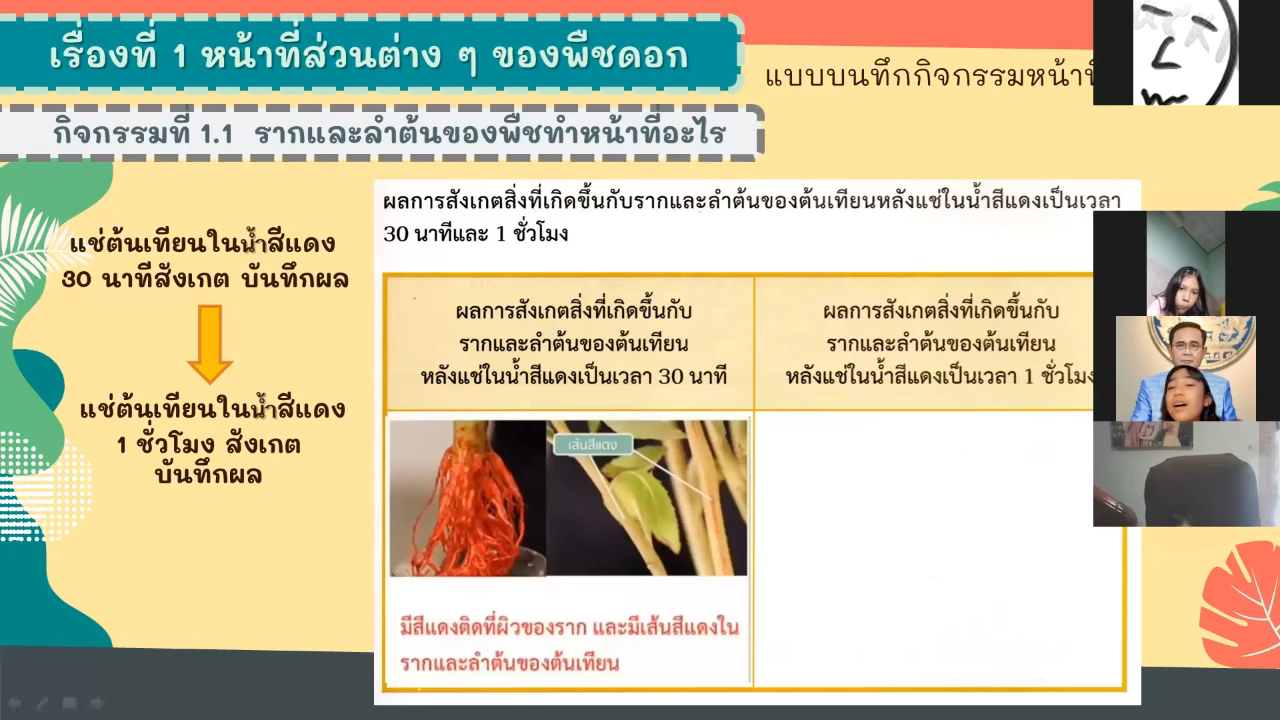 เรื่องที่ 1 หน้าที่ส่วนต่าง ๆ ของพืชดอก
แบบบนทึกกิจกรรมหน้าที่
กิจกรรมที่ 1.1 รากและลำต้นของพืชทำหน้าที่อะไร
แช่ต้นเทียนในน้ำสีแดง
30 นาทีสังเกต บันทึกผล
แช่ต้นเทียนในน้ำสีแดง
1 ชั่วโมง สังเกต
บันทึกผล
ผลการสังเกตสิ่งที่เกิดขึ้นกับรากและลำต้นของต้นเทียนหลังแช่ในน้ำสีแดงเป็นเวลา
30 นาทีและ 1 ชั่วโมง
ผลการสังเกตสิ่งที่เกิดขึ้นกับ
รากและลำต้นของต้นเทียน
หลังแช่ในน้ำสีแดงเป็นเวลา 30 นาที
ผลการสังเกตสิ่งที่เกิดขึ้นกับ
รากและลำต้นของต้นเทียน
หลังแช่ในน้ำสีแดงเป็นเวลา 1 ชั่วโมง
เส้นสีแดง
มีสีแดงติดที่ผิวของราก และมีเส้นสีแดงใน
รากและลำต้นของต้นเทียน